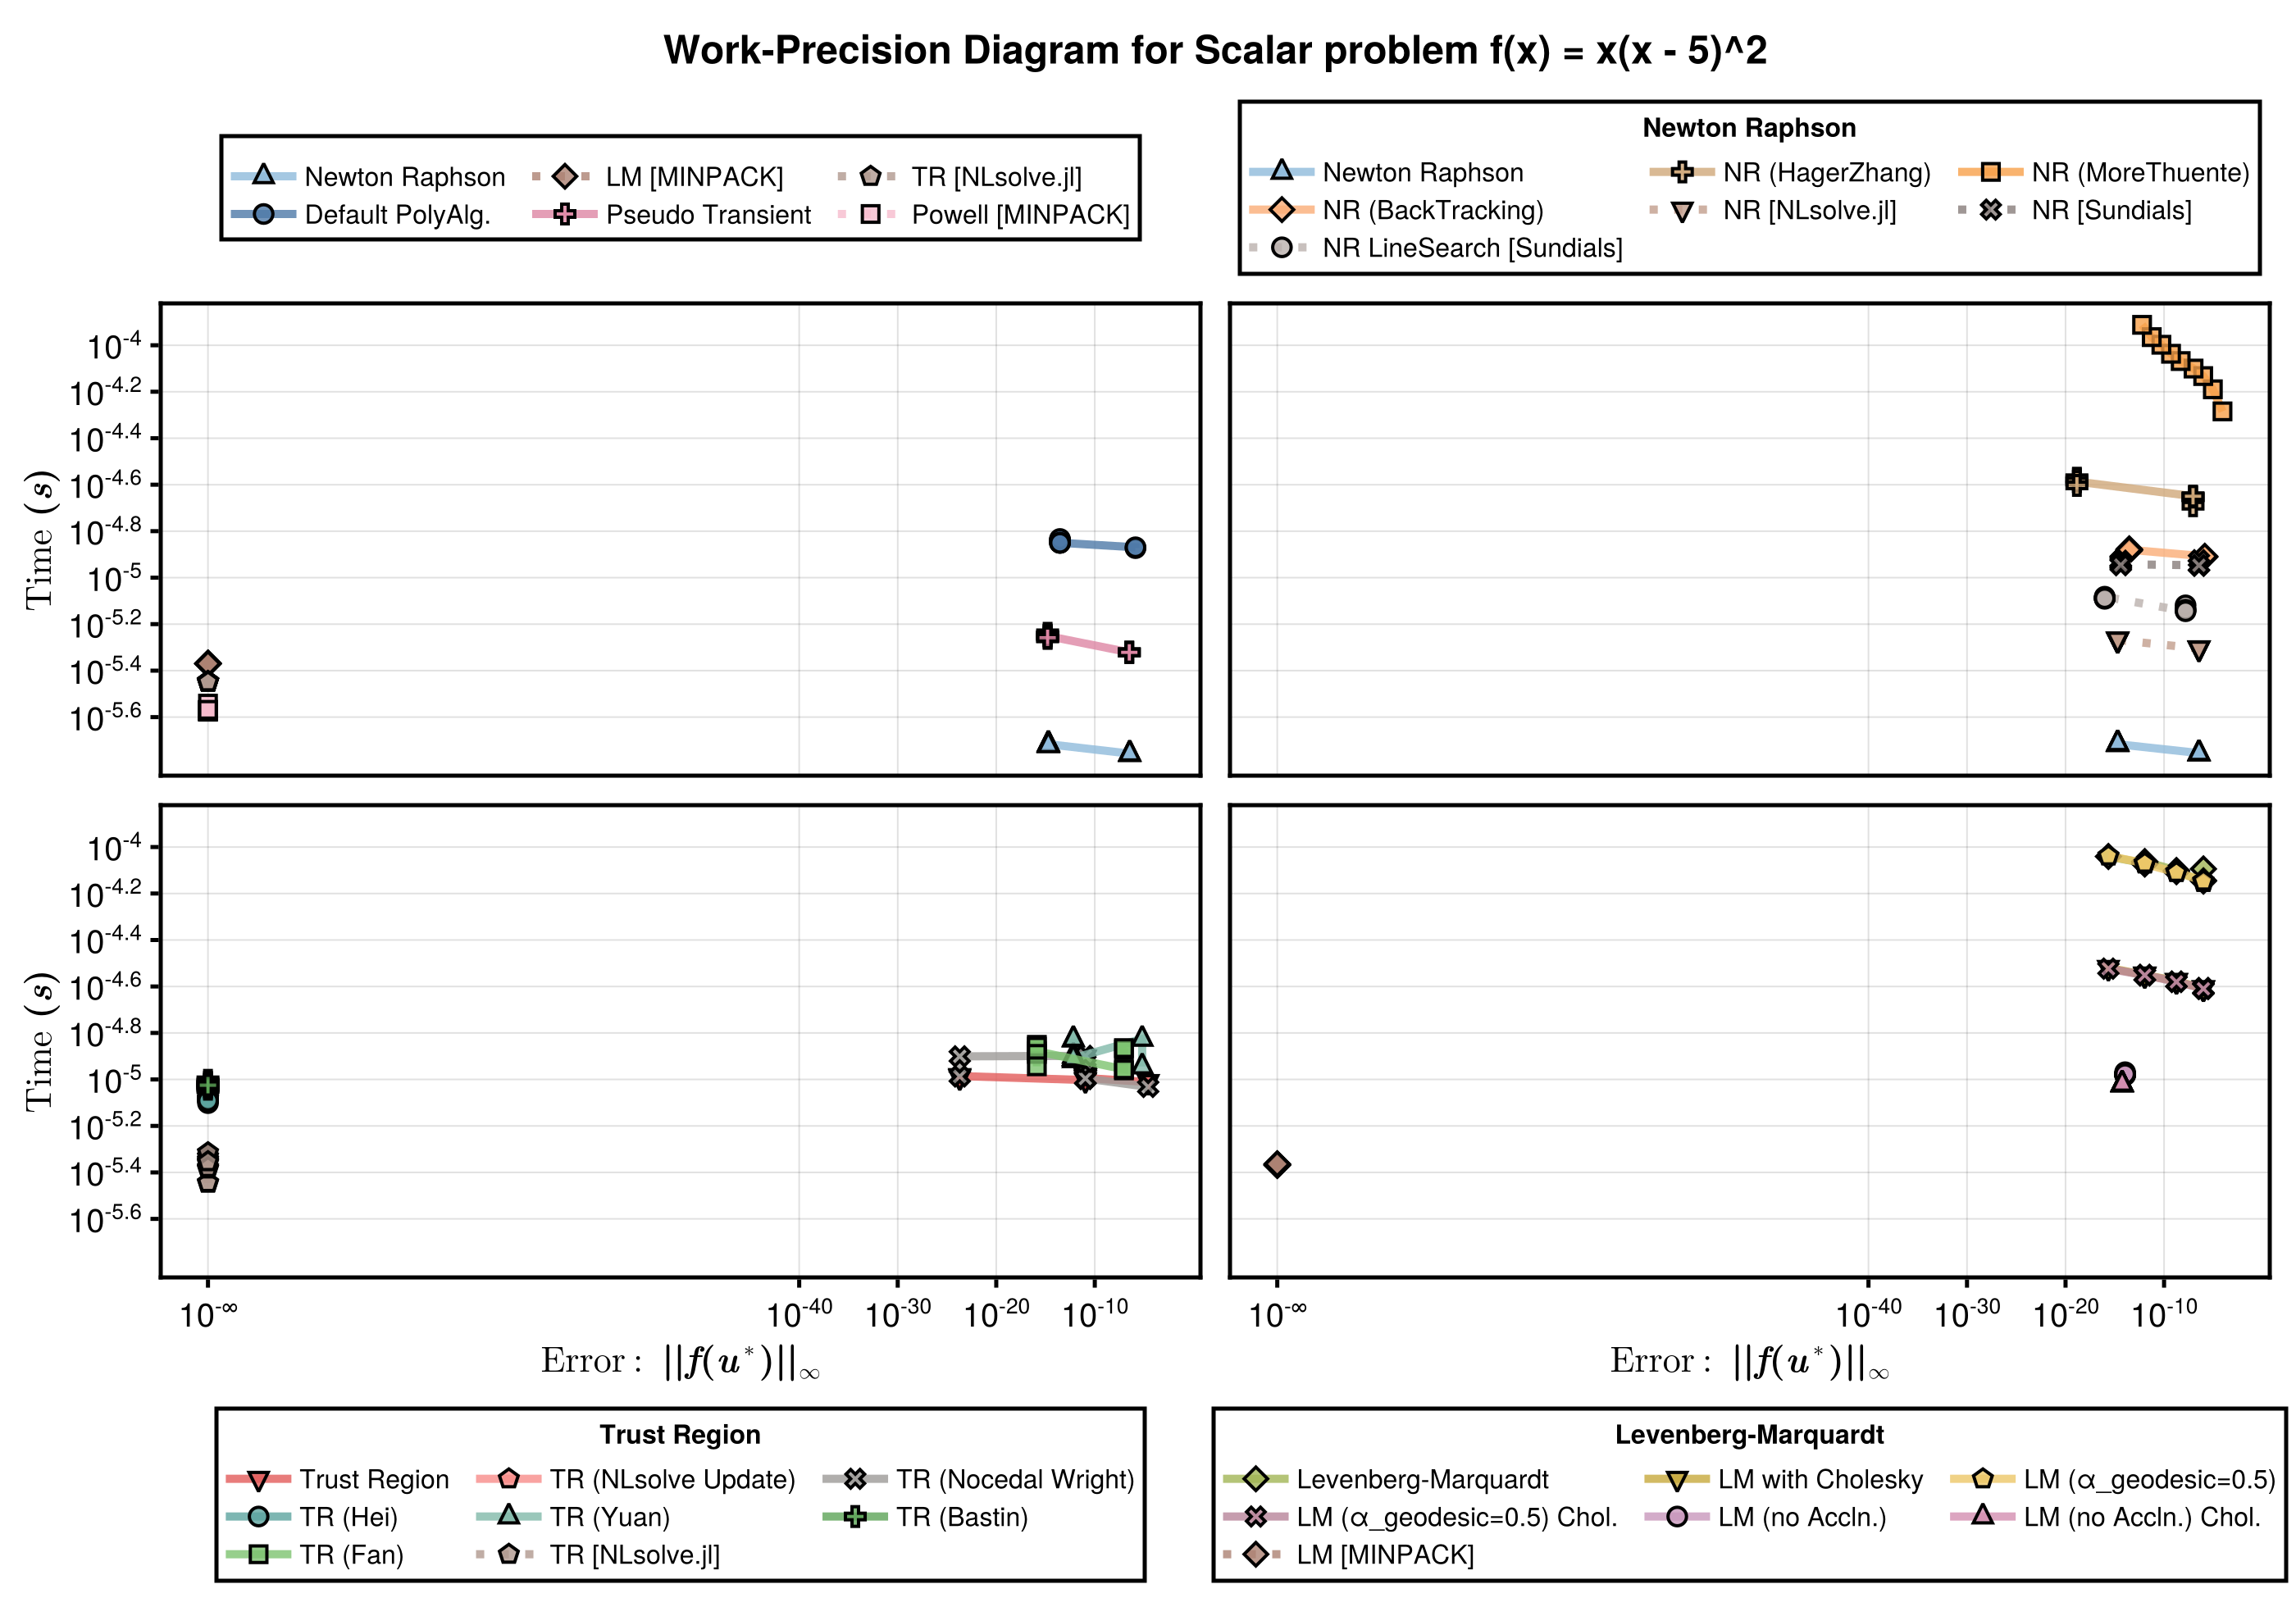 Work-Precision Diagram for Scalar problem f(x) = x(x - 5)^2
Newton Raphson LM [MINPACK] TR [NLsolve.jl]
Default PolyAlg. Pseudo Transient Powell [MINPACK]
Newton Raphson
Newton Raphson NR (HagerZhang) NR (MoreThuente)
NR (BackTracking) NR [NLsolve.jl] NR [Sundials]
NR LineSearch [Sundials]
10^-4
10^-4.2
10^-4.4
10^-4.6
10^-4.8
10^-5
10^-5.2
10^-5.4
10^-5.6
Time (s)
10^-4
10^-4.2
10^-4.4
10^-4.6
10^-4.8
10^-5
10^-5.2
10^-5.4
10^-5.6
Time (s)
10^-∞ 10^-40 10^-30 10^-20 10^-10
10^-∞ 10^-40 10^-30 10^-20 10^-10
Error : ||f(u*)||∞
Error : ||f(u*)||∞
Trust Region
Trust Region TR (NLsolve Update) TR (Nocedal Wright)
TR (Hei) TR (Yuan) TR (Bastin)
TR (Fan) TR [NLsolve.jl]
Levenberg-Marquardt
Levenberg-Marquardt LM with Cholesky LM (α_geodesic=0.5)
LM (α_geodesic=0.5) Chol. LM (no Accln.) LM (no Accln.) Chol.
LM [MINPACK]